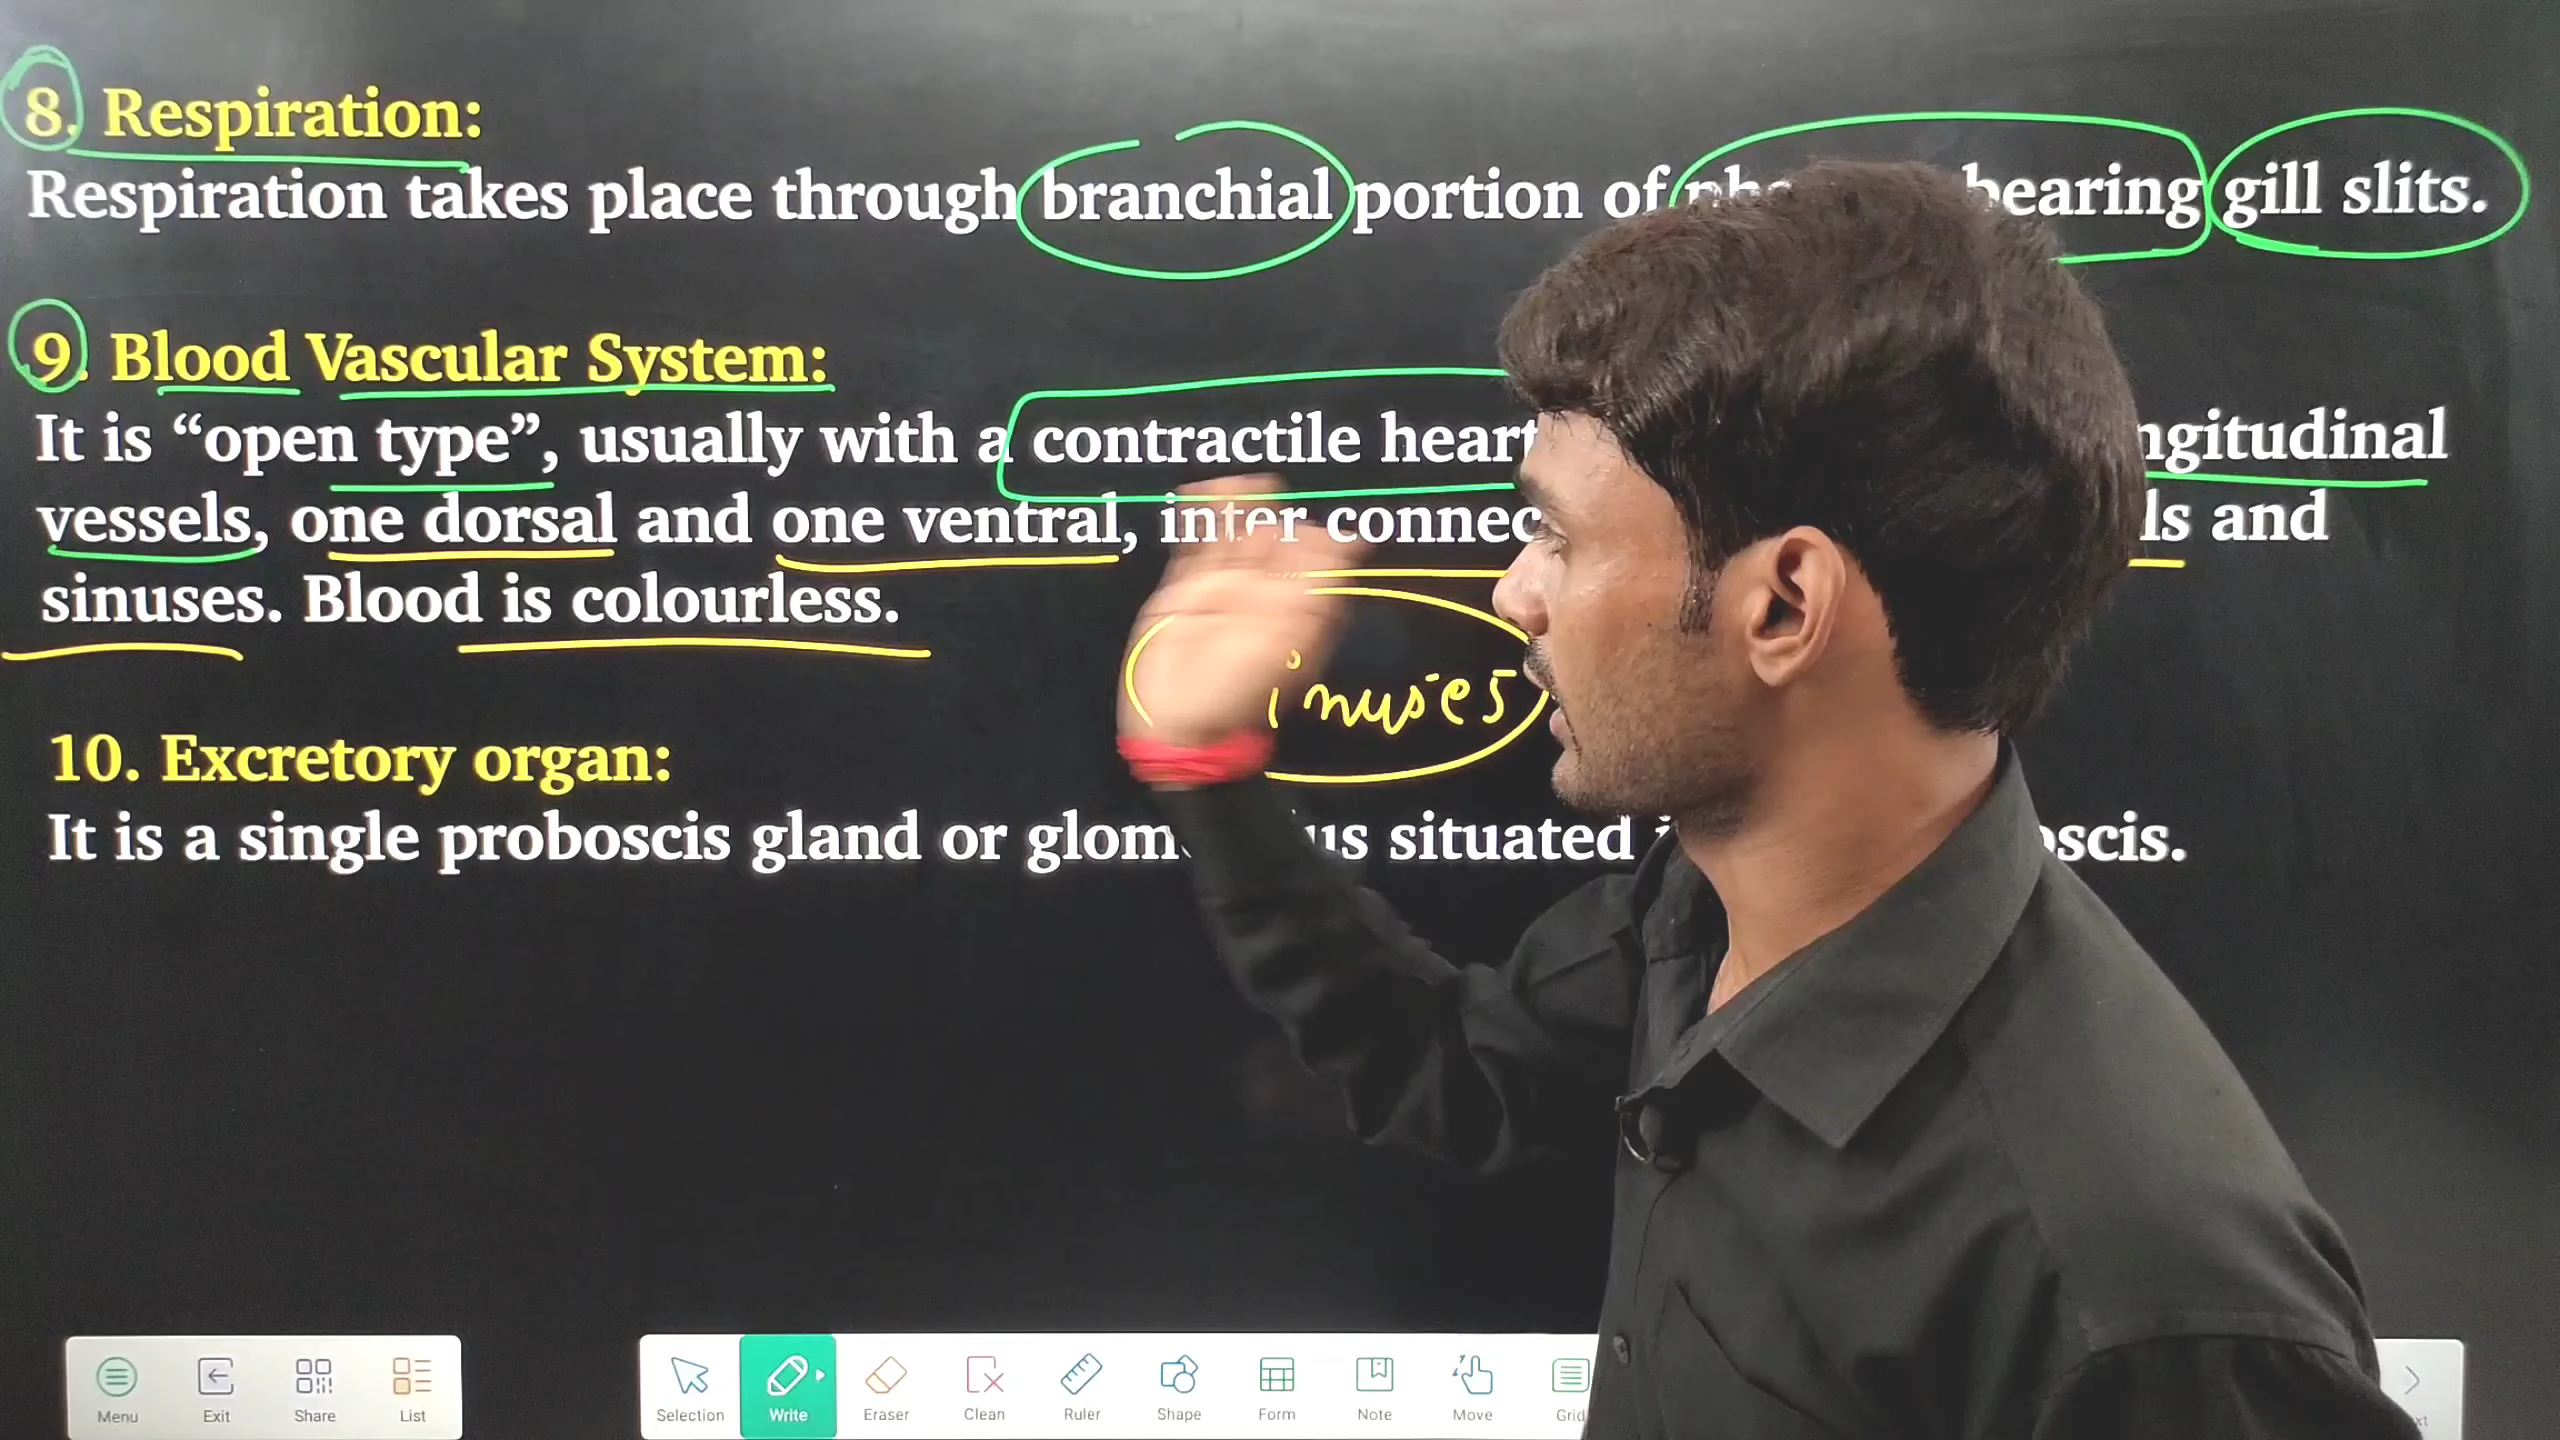 8. Respiration:
Respiration takes place through branchial portion of bearing gill slits.
9. Blood Vascular System:
It is “open type”, usually with a contractile heart ngitudinal
vessels, one dorsal and one ventral, inter connec ls and
sinuses. Blood is colourless.
inuses
10. Excretory organ:
It is a single proboscis gland or glom us situated oscis.
Menu Exit Share List Selection Write Eraser Clean Ruler Shape Form Note Move Grid